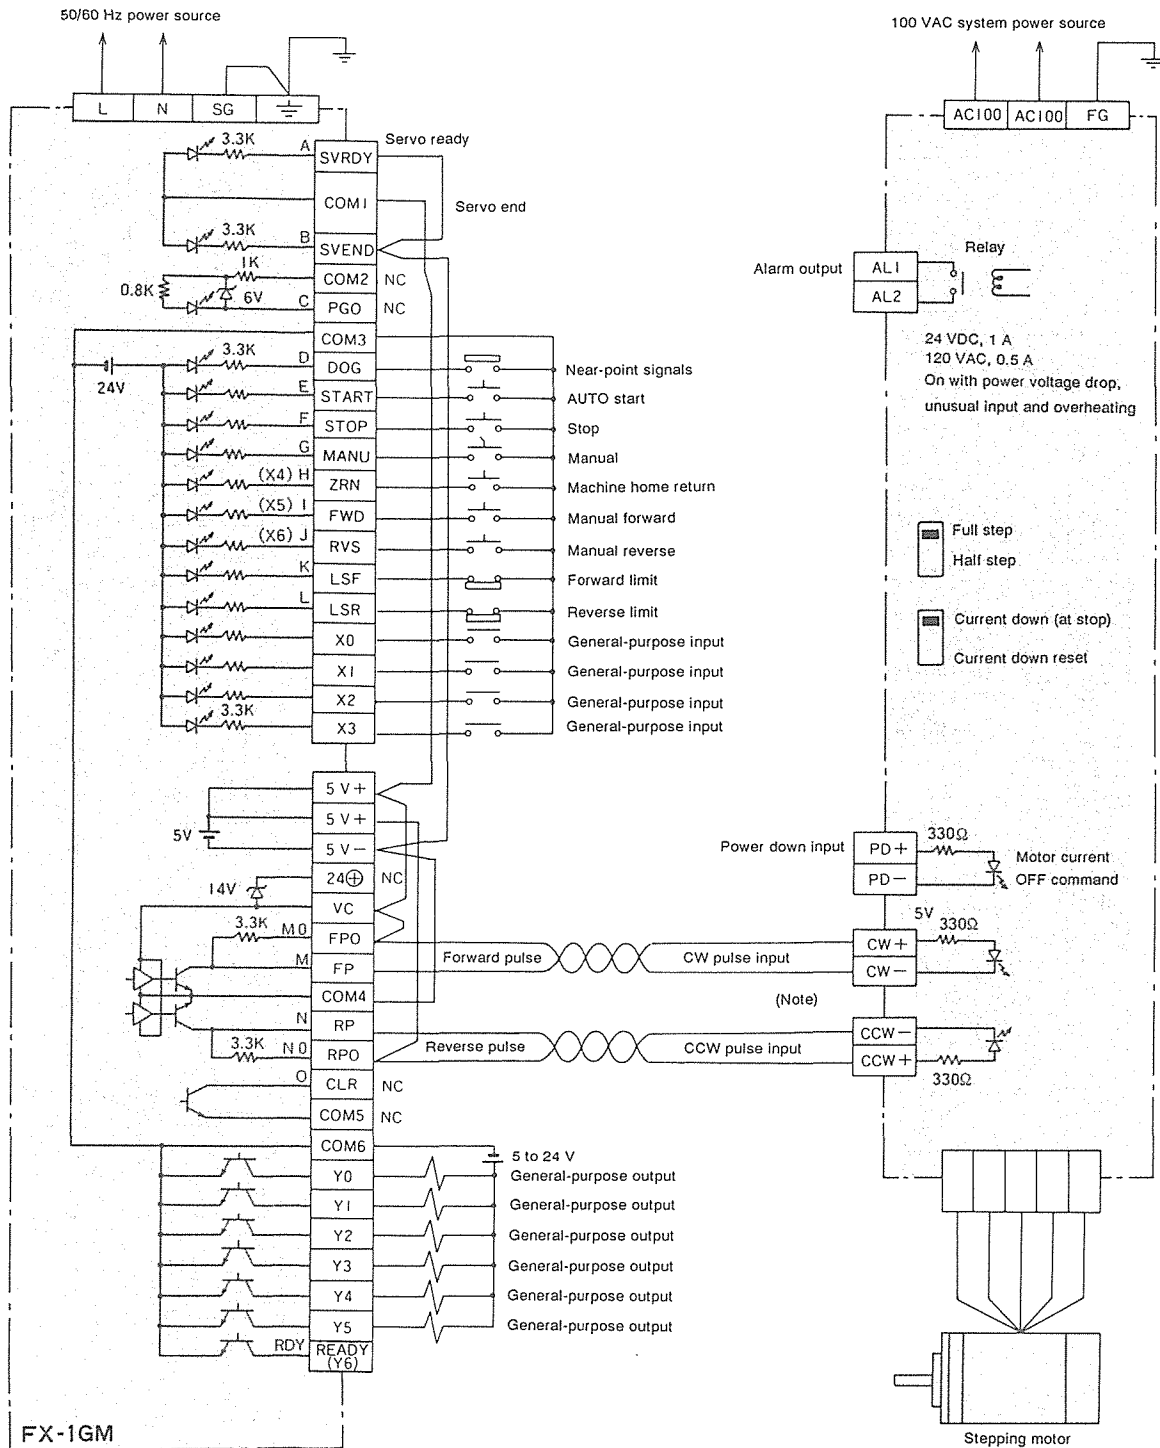 50/60 Hz power source
L N SG
3.3K A SVRDY Servo ready
COM1
Servo end
3.3K B SVEND
1K COM2 NC
0.8K 6V C PGO NC
COM3
24V 3.3K D DOG Near-point signals
E START AUTO start
F STOP Stop
G MANU Manual
(X4) H ZRN Machine home return
(X5) I FWD Manual forward
(X6) J RVS Manual reverse
K LSF Forward limit
L LSR Reverse limit
X0 General-purpose input
X1 General-purpose input
X2 General-purpose input
3.3K X3 General-purpose input
5V
5 V+
5 V+
5 V−
14V 24⊕ NC
VC
3.3K M0 FPO
M FP Forward pulse CW pulse input
COM4 (Note)
N RP
3.3K N0 RPO Reverse pulse CCW pulse input
O CLR NC
COM5 NC
COM6 5 to 24 V
Y0 General-purpose output
Y1 General-purpose output
Y2 General-purpose output
Y3 General-purpose output
Y4 General-purpose output
Y5 General-purpose output
RDY READY
(Y6)
FX-1GM
100 VAC system power source
AC100 AC100 FG
Alarm output
AL1
AL2
Relay
24 VDC, 1 A
120 VAC, 0.5 A
On with power voltage drop,
unusual input and overheating
Full step
Half step
Current down (at stop)
Current down reset
Power down input
PD+ 330Ω
PD−
Motor current
OFF command
5V
CW+ 330Ω
CW−
CCW−
CCW+ 330Ω
Stepping motor